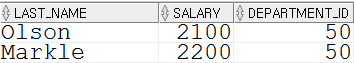 LAST_NAME SALARY DEPARTMENT_ID
Olson 2100 50
Markle 2200 50